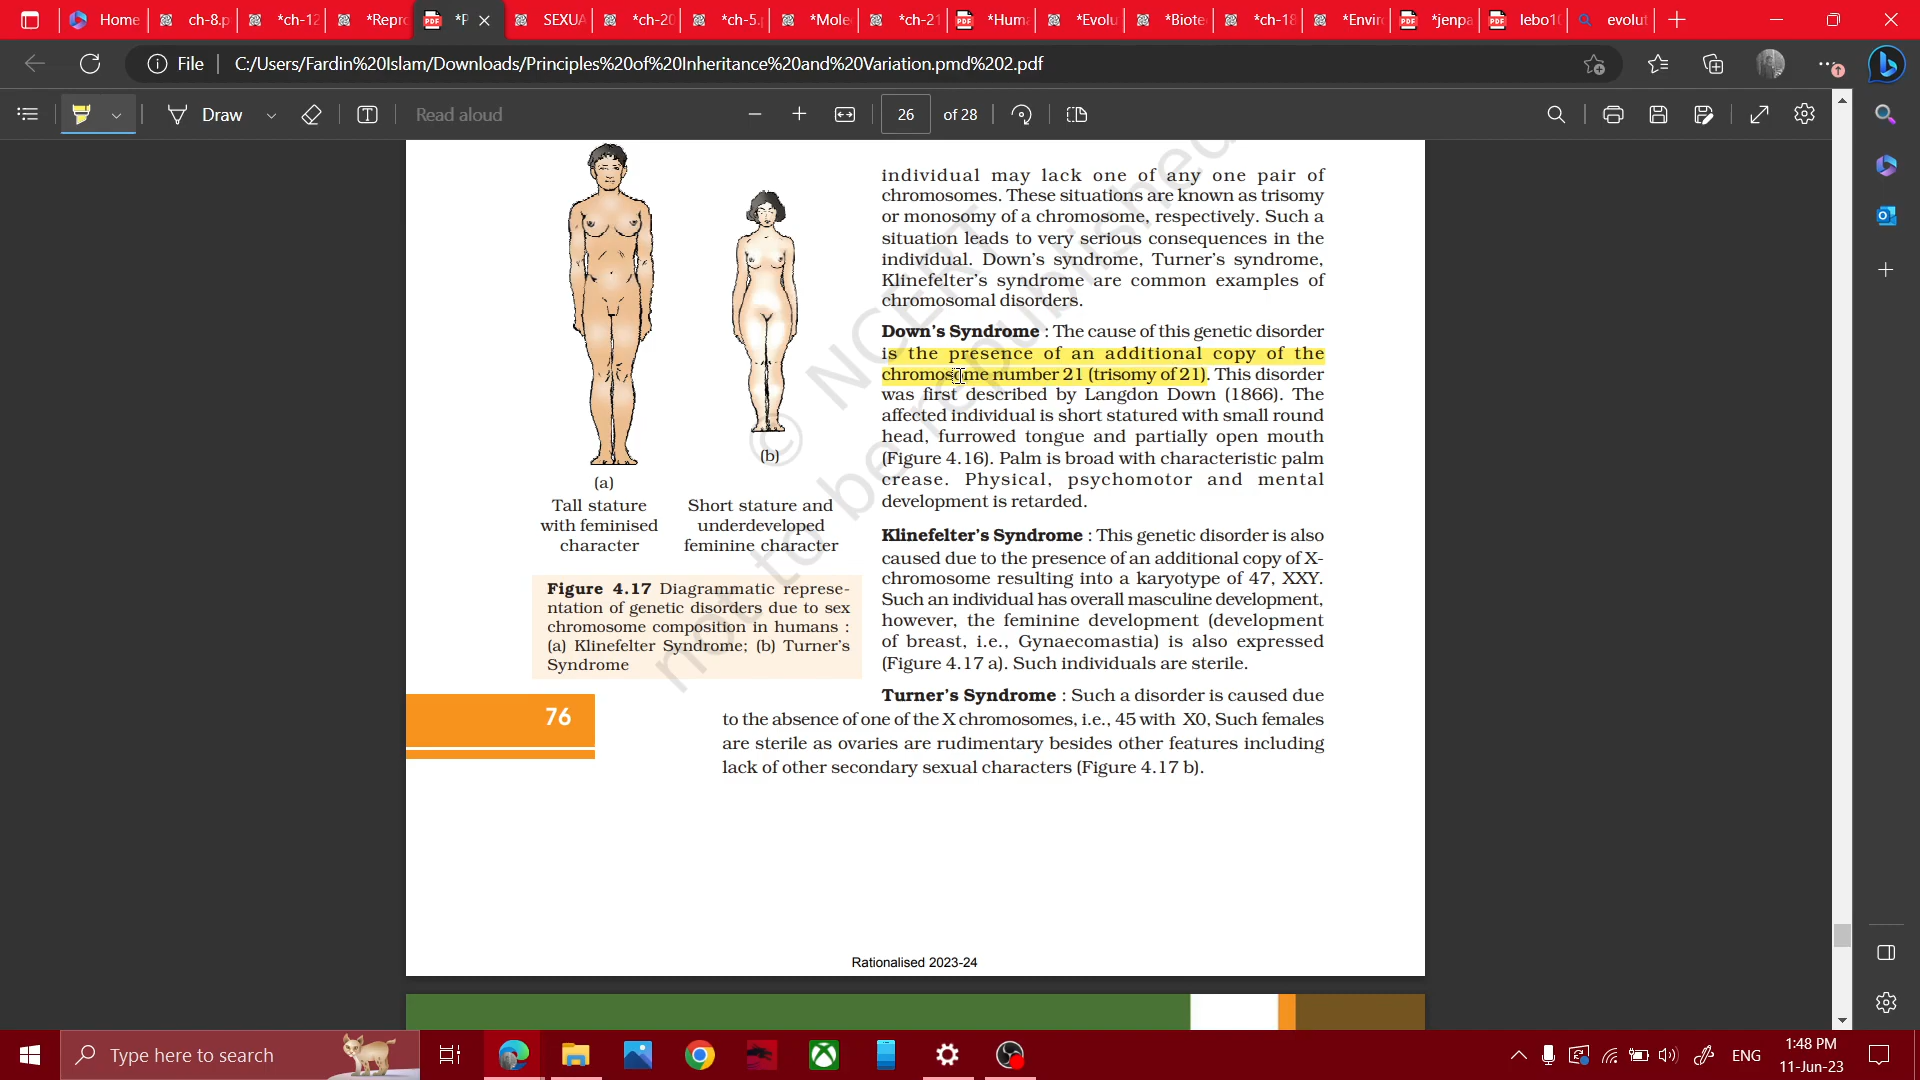 Home
ch-8.p
*ch-12
*Repro
*P
SEXUA
*ch-20
*ch-5.
*Mole
*ch-21
*Huma
*Evolu
*Biote
*ch-18
*Envir
*jenpa
lebo10
evolut
File
C:/Users/Fardin%20Islam/Downloads/Principles%20of%20Inheritance%20and%20Variation.pmd%202.pdf
Draw
Read aloud
26
of 28
individual may lack one of any one pair of
chromosomes. These situations are known as trisomy
or monosomy of a chromosome, respectively. Such a
situation leads to very serious consequences in the
individual. Down's syndrome, Turner's syndrome,
Klinefelter's syndrome are common examples of
chromosomal disorders.
Down's Syndrome : The cause of this genetic disorder
is the presence of an additional copy of the
chromosome number 21 (trisomy of 21). This disorder
was first described by Langdon Down (1866). The
affected individual is short statured with small round
head, furrowed tongue and partially open mouth
(Figure 4.16). Palm is broad with characteristic palm
crease. Physical, psychomotor and mental
development is retarded.
Klinefelter's Syndrome : This genetic disorder is also
caused due to the presence of an additional copy of X-
chromosome resulting into a karyotype of 47, XXY.
Such an individual has overall masculine development,
however, the feminine development (development
of breast, i.e., Gynaecomastia) is also expressed
(Figure 4.17 a). Such individuals are sterile.
Turner's Syndrome : Such a disorder is caused due
to the absence of one of the X chromosomes, i.e., 45 with X0, Such females
are sterile as ovaries are rudimentary besides other features including
lack of other secondary sexual characters (Figure 4.17 b).
(a)
Tall stature
with feminised
character
(b)
Short stature and
underdeveloped
feminine character
Figure 4.17 Diagrammatic represe-
ntation of genetic disorders due to sex
chromosome composition in humans :
(a) Klinefelter Syndrome; (b) Turner's
Syndrome
76
© NCERT
not to be republished
Rationalised 2023-24
Type here to search
ENG
1:48 PM
11-Jun-23